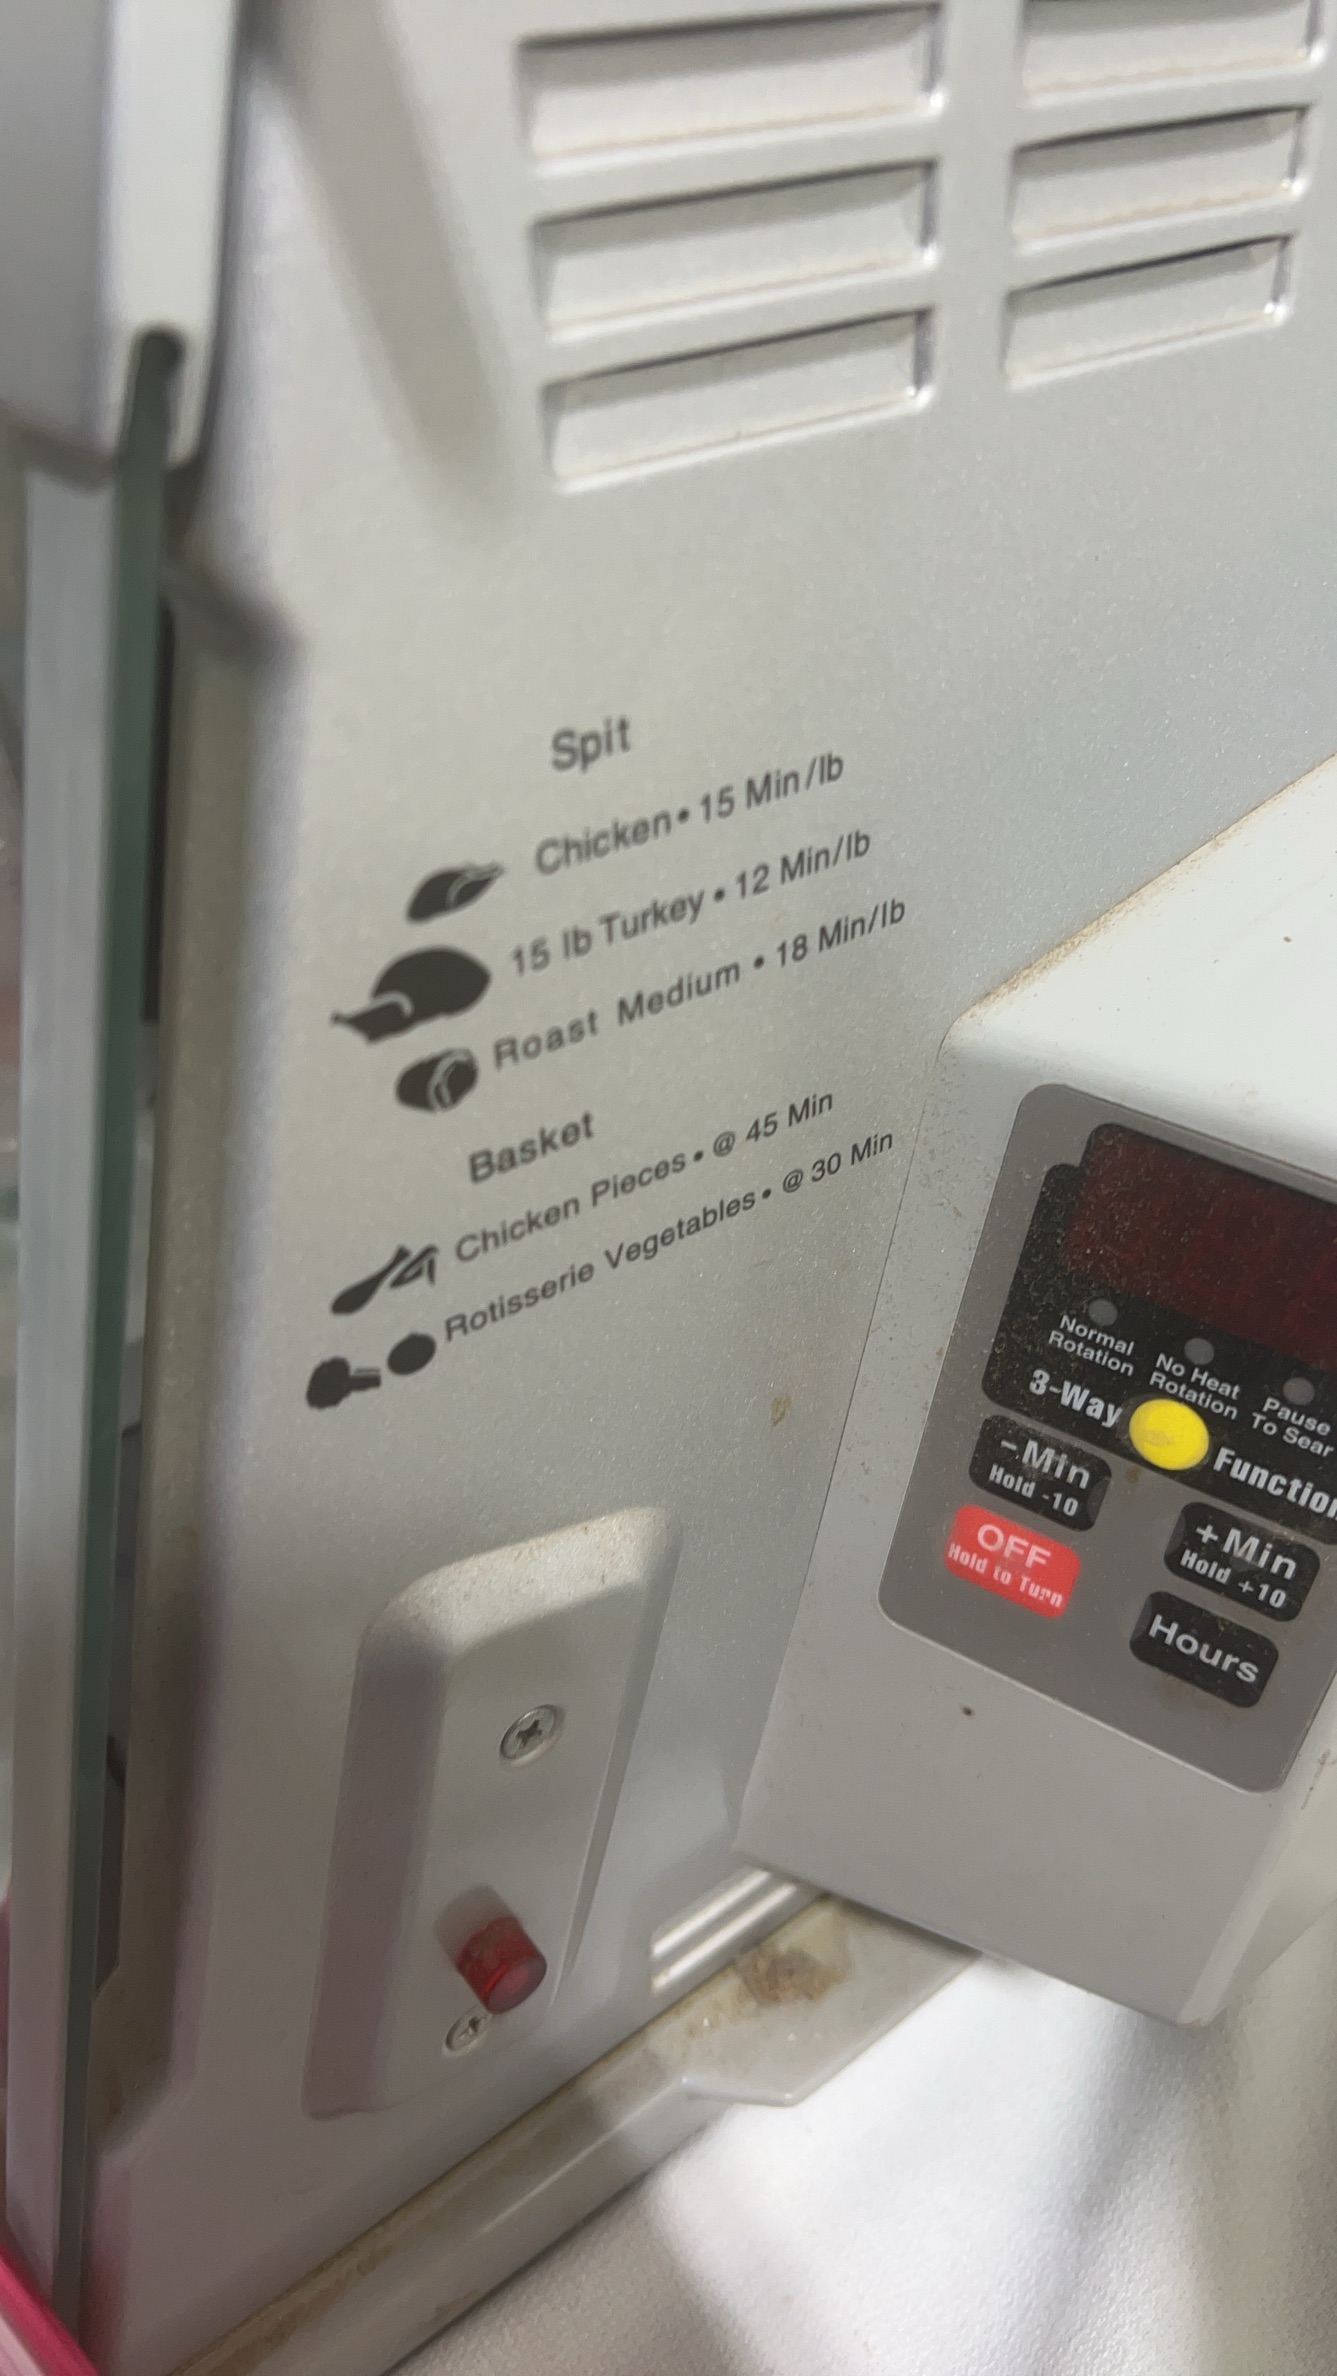 Spit
Chicken • 15 Min/lb
15 lb Turkey • 12 Min/lb
Roast Medium • 18 Min/lb
Basket
Chicken Pieces • @ 45 Min
Rotisserie Vegetables • @ 30 Min
Normal
Rotation
No Heat
Rotation
Pause
To Sear
3-Way
Function
-Min
Hold -10
+Min
Hold +10
OFF
Hold to Turn
Hours